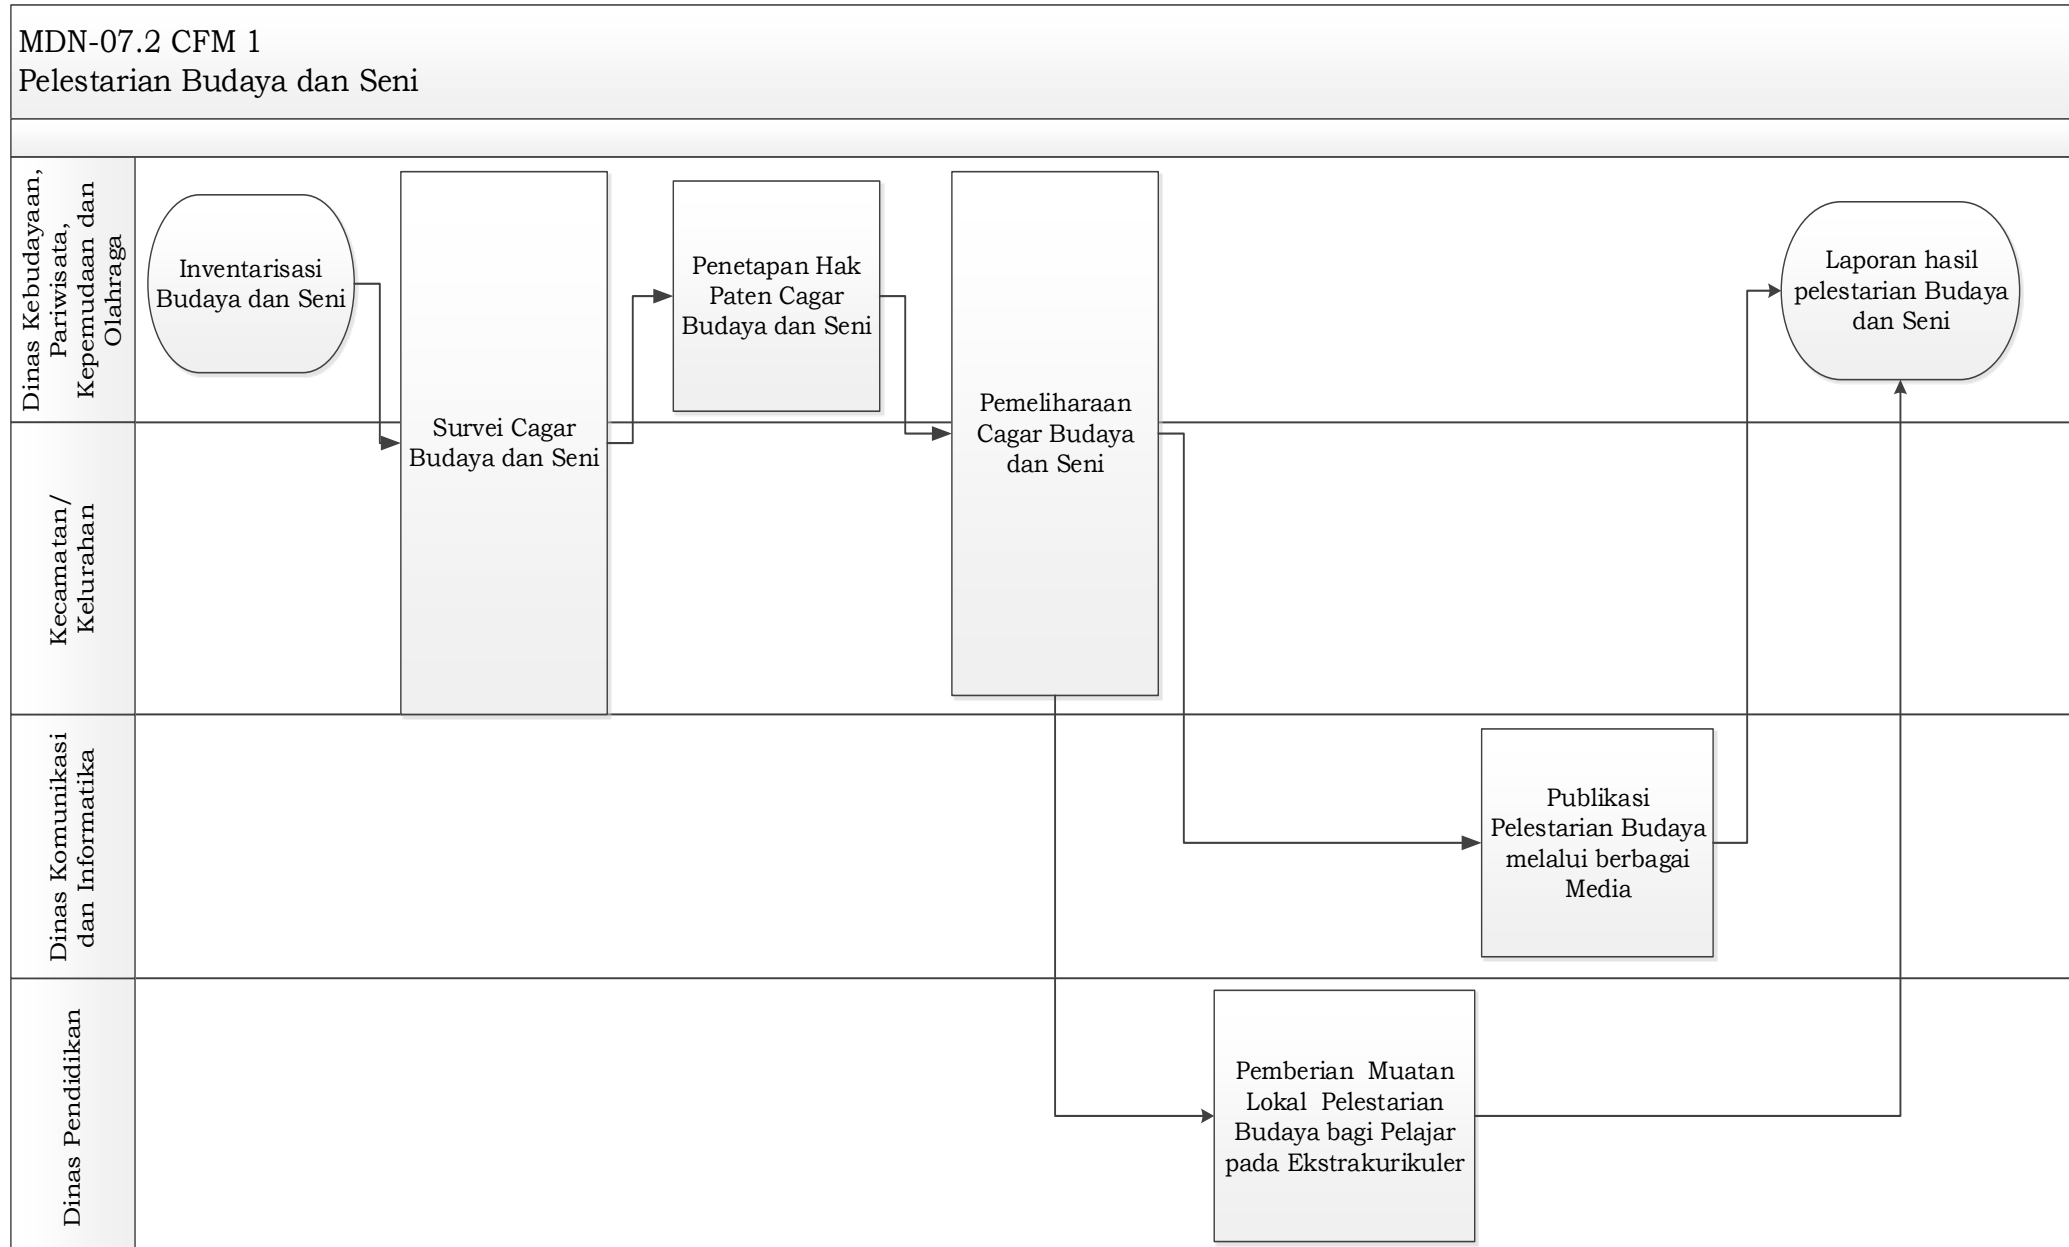 MDN-07.2 CFM 1
Pelestarian Budaya dan Seni
Dinas Kebudayaan,
Pariwisata,
Kepemudaan dan
Olahraga
Inventarisasi
Budaya dan Seni
Survei Cagar
Budaya dan Seni
Penetapan Hak
Paten Cagar
Budaya dan Seni
Pemeliharaan
Cagar Budaya
dan Seni
Laporan hasil
pelestarian Budaya
dan Seni
Kecamatan/
Kelurahan
Dinas Komunikasi
dan Informatika
Publikasi
Pelestarian Budaya
melalui berbagai
Media
Dinas Pendidikan
Pemberian Muatan
Lokal Pelestarian
Budaya bagi Pelajar
pada Ekstrakurikuler